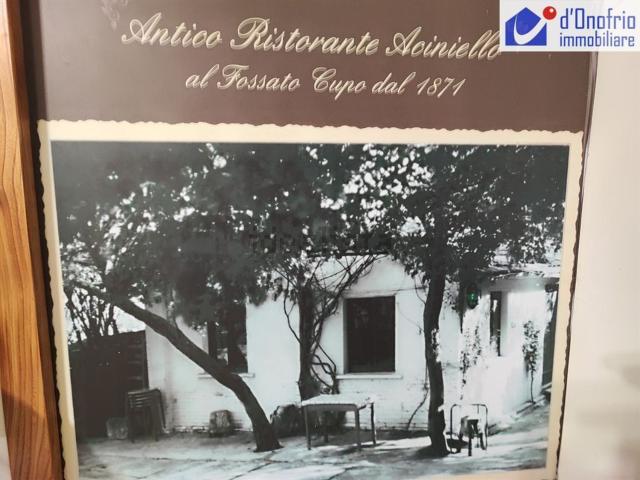 Antico Ristorante Aciniello
al Fossato Cupo dal 1871
d'Onofrio
immobiliare